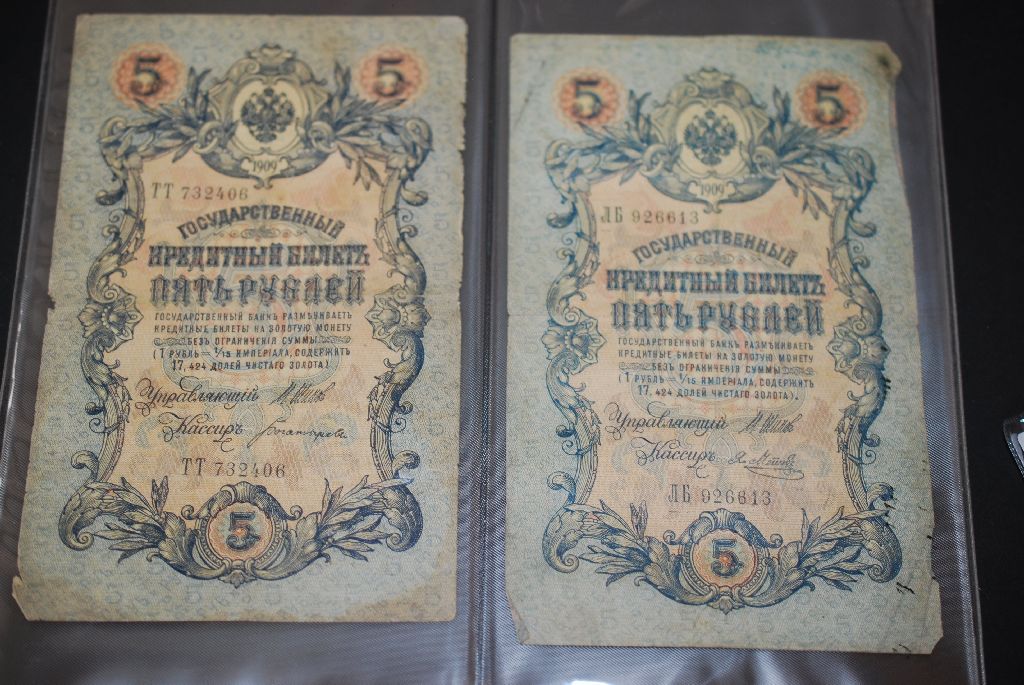 5 5
1909
ТТ 732406
ГОСУДАРСТВЕННЫЙ
КРЕДИТНЫЙ БИЛЕТЪ
ПЯТЬ РУБЛЕЙ
ГОСУДАРСТВЕННЫЙ БАНКЪ РАЗМѢНИВАЕТЪ
КРЕДИТНЫЕ БИЛЕТЫ НА ЗОЛОТУЮ МОНЕТУ
БЕЗЪ ОГРАНИЧЕНІЯ СУММЫ
(1 РУБЛЬ = 1/15 ИМПЕРІАЛА, СОДЕРЖИТЪ
17,424 ДОЛЕЙ ЧИСТАГО ЗОЛОТА)
Управляющій
Кассиръ
ТТ 732406
5
5 5
1909
ЛБ 926613
ГОСУДАРСТВЕННЫЙ
КРЕДИТНЫЙ БИЛЕТЪ
ПЯТЬ РУБЛЕЙ
ГОСУДАРСТВЕННЫЙ БАНКЪ РАЗМѢНИВАЕТЪ
КРЕДИТНЫЕ БИЛЕТЫ НА ЗОЛОТУЮ МОНЕТУ
БЕЗЪ ОГРАНИЧЕНІЯ СУММЫ
(1 РУБЛЬ = 1/15 ИМПЕРІАЛА, СОДЕРЖИТЪ
17,424 ДОЛЕЙ ЧИСТАГО ЗОЛОТА).
Управляющій
Кассиръ
ЛБ 926613
5